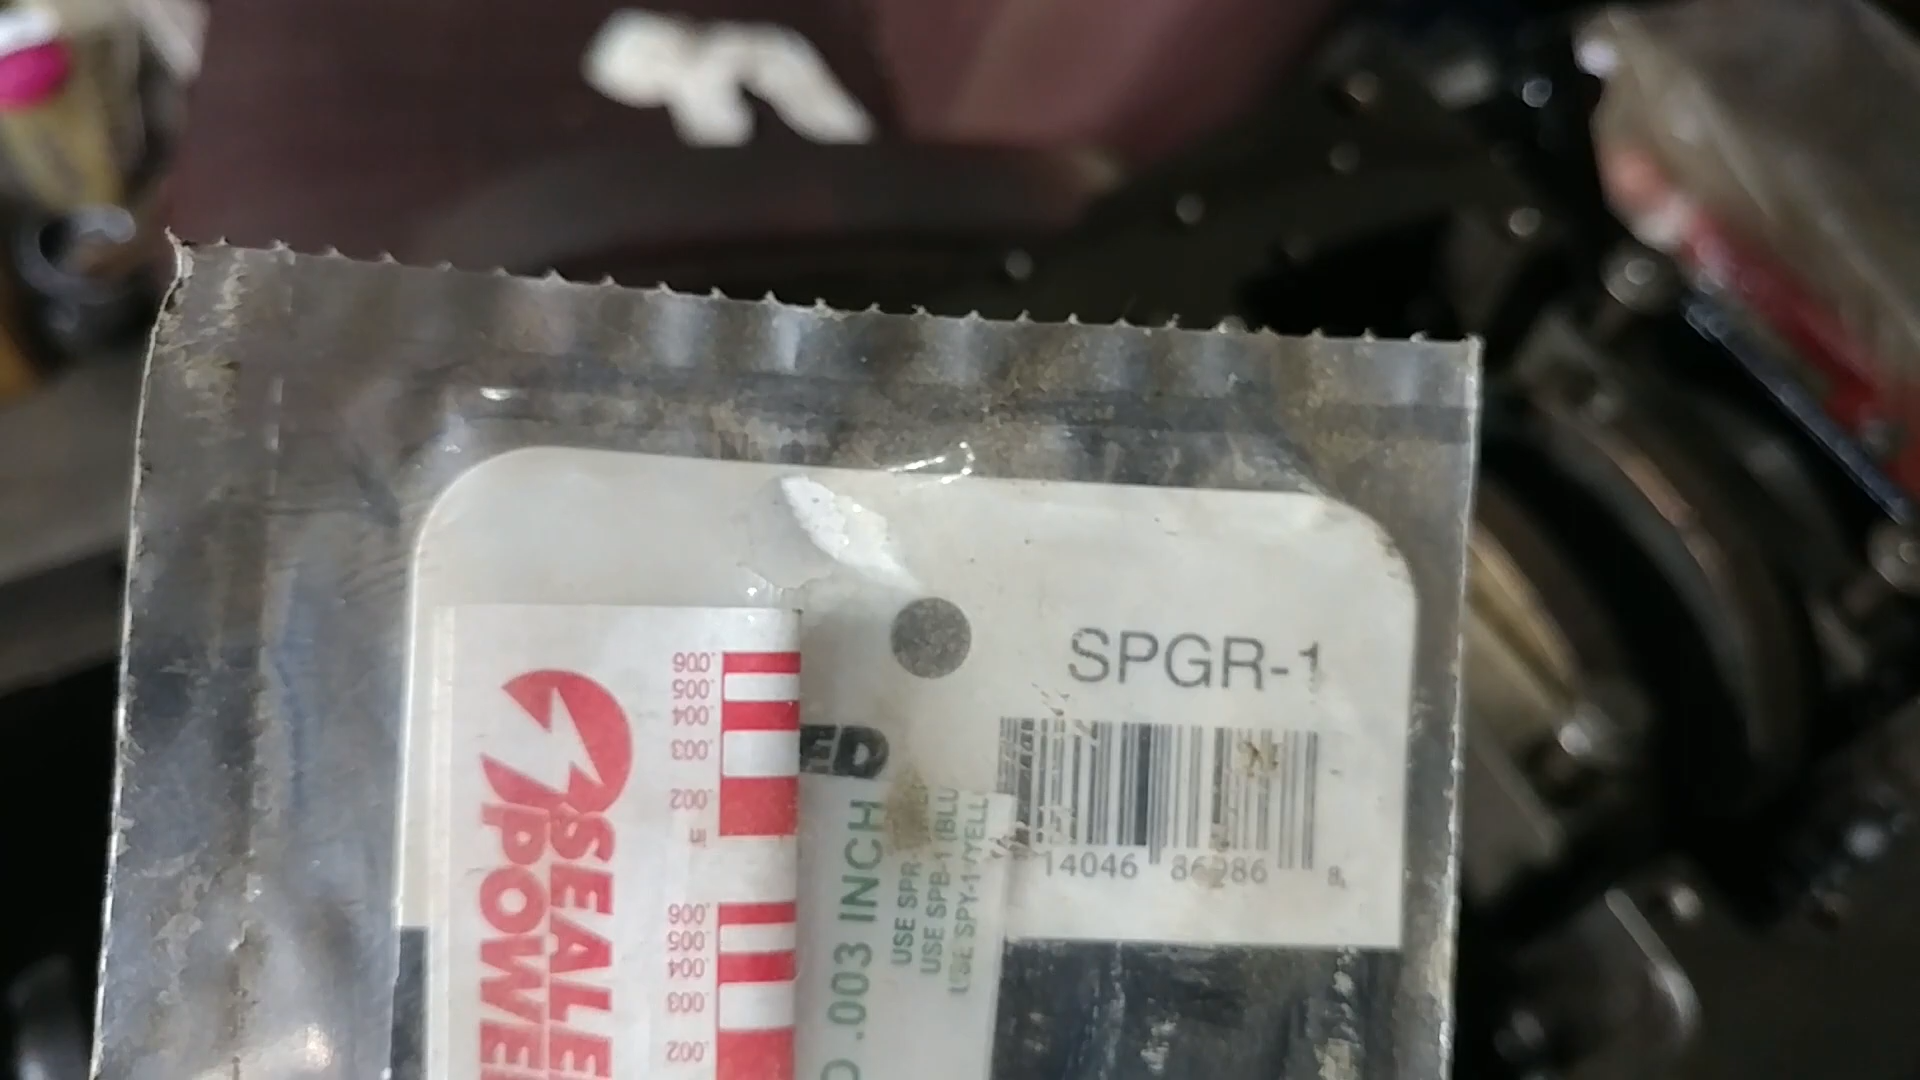 SPGR-1
14046 86286 8
SEALED
POWER
.006
.005
.004
.003
.002
in
.006
.005
.004
.003
.002
ED
.003 INCH
USE SPR
USE SPB-1 (BLU
USE SPY-1 (YELL